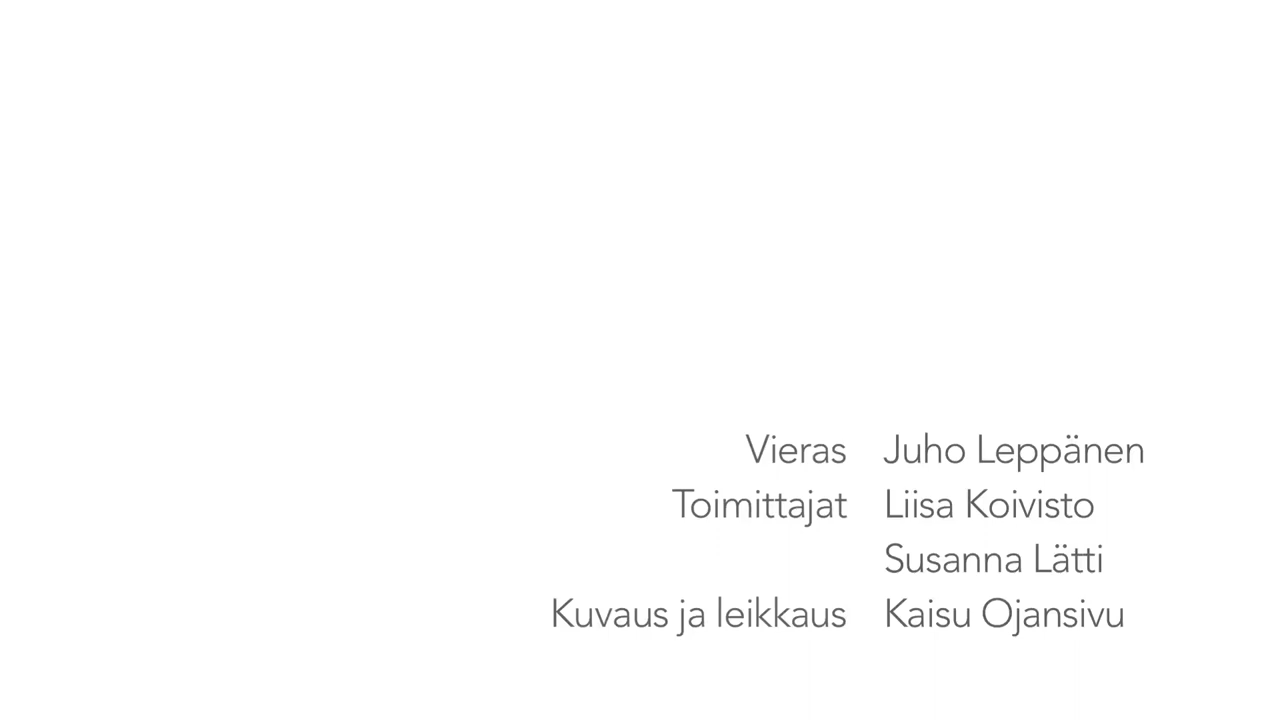 Vieras Juho Leppänen
Toimittajat Liisa Koivisto
Susanna Lätti
Kuvaus ja leikkaus Kaisu Ojansivu